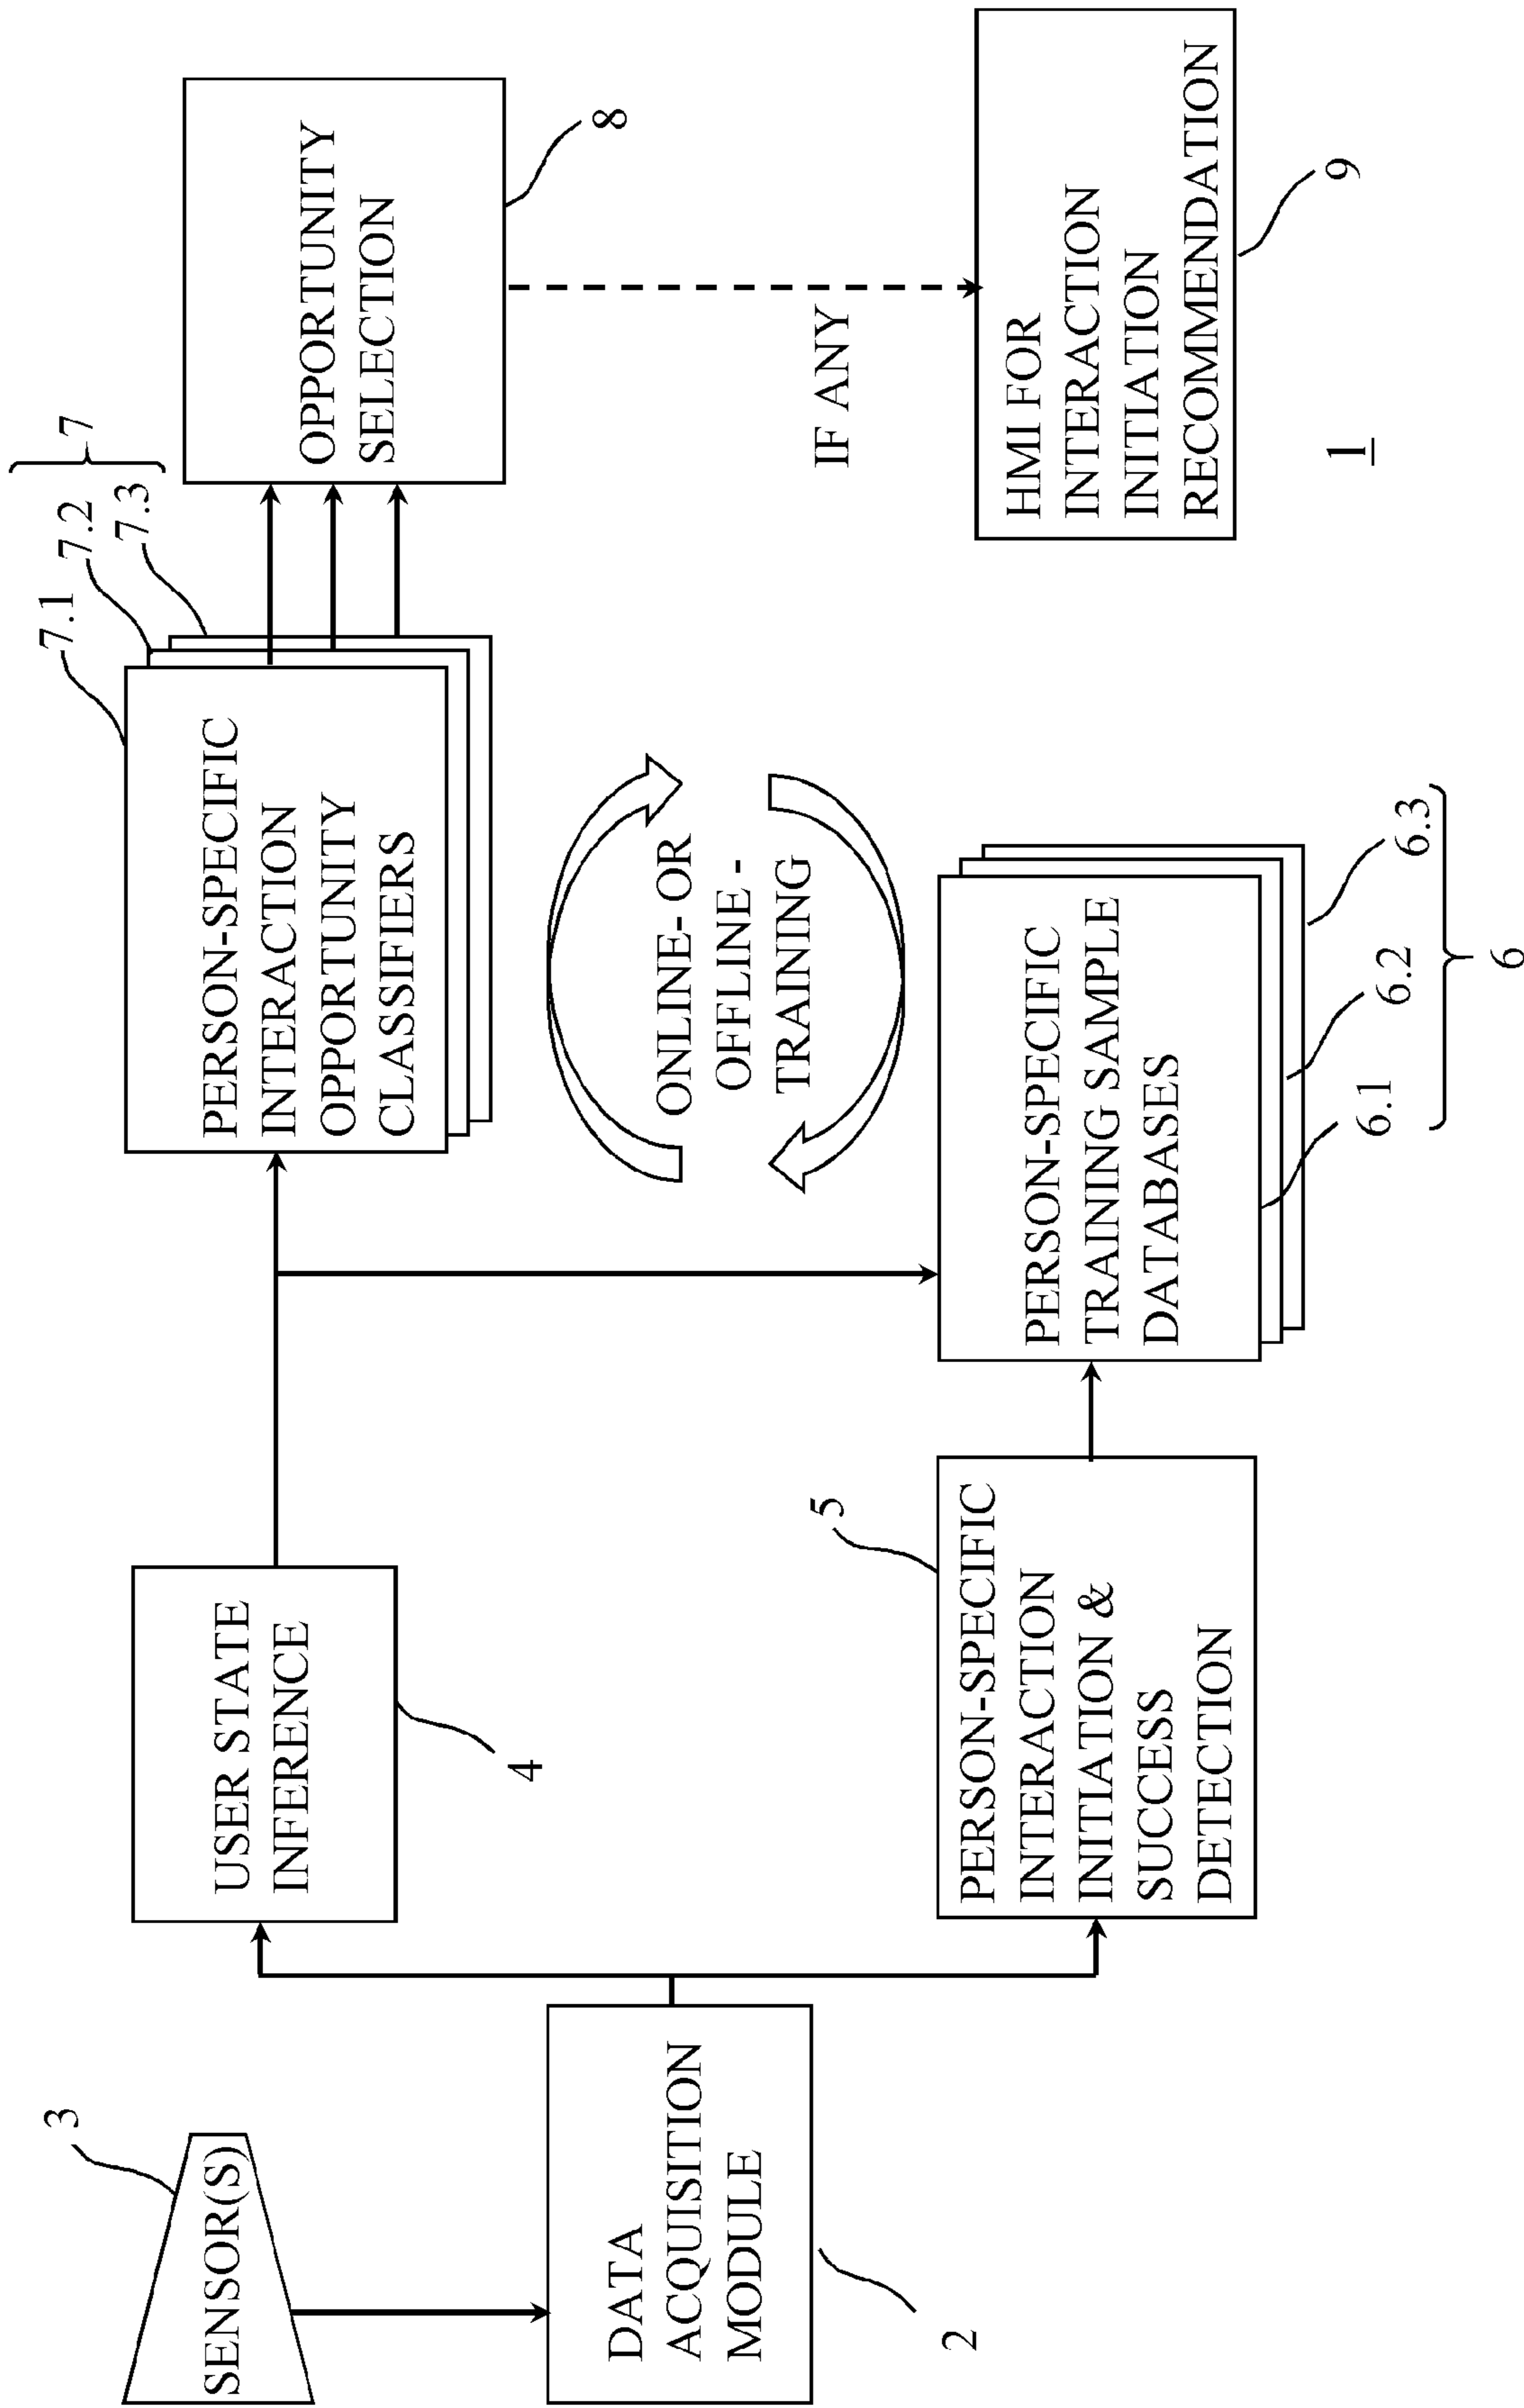 3
SENSOR(S)
DATA
ACQUISITION
MODULE
2
USER STATE
INFERENCE
4
5
PERSON-SPECIFIC
INTERACTION
INITIATION &
SUCCESS
DETECTION
7.1
7.2
7.3
7
PERSON-SPECIFIC
INTERACTION
OPPORTUNITY
CLASSIFIERS
ONLINE- OR
OFFLINE -
TRAINING
PERSON-SPECIFIC
TRAINING SAMPLE
DATABASES
6.1
6.2
6.3
6
OPPORTUNITY
SELECTION
8
IF ANY
HMI FOR
INTERACTION
INITIATION
RECOMMENDATION
9
1